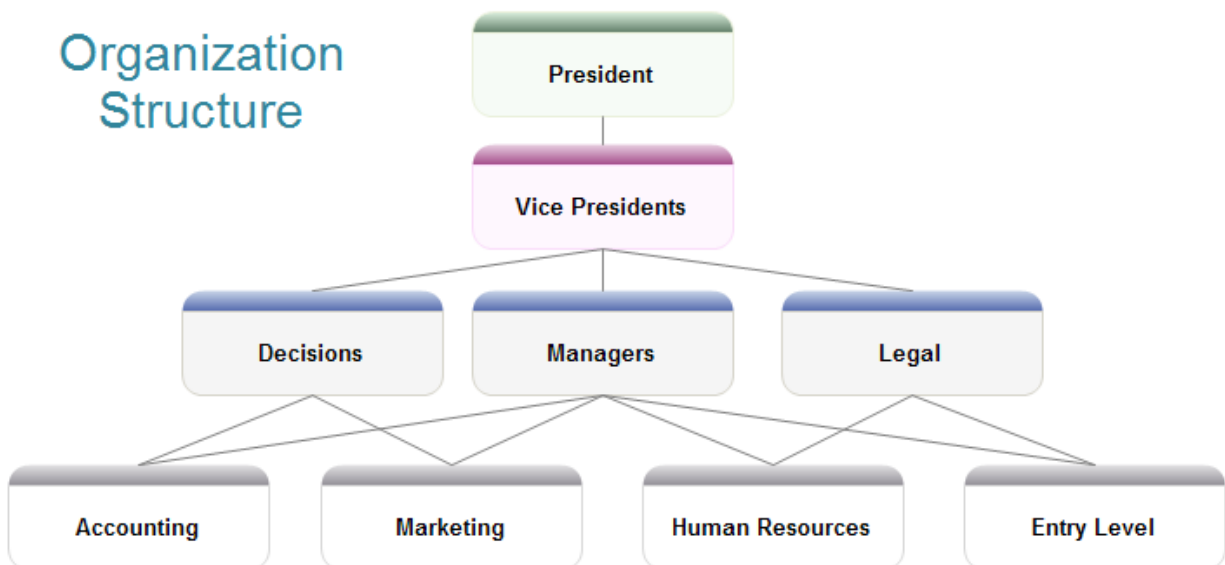 Organization
Structure
President
Vice Presidents
Decisions
Managers
Legal
Accounting
Marketing
Human Resources
Entry Level